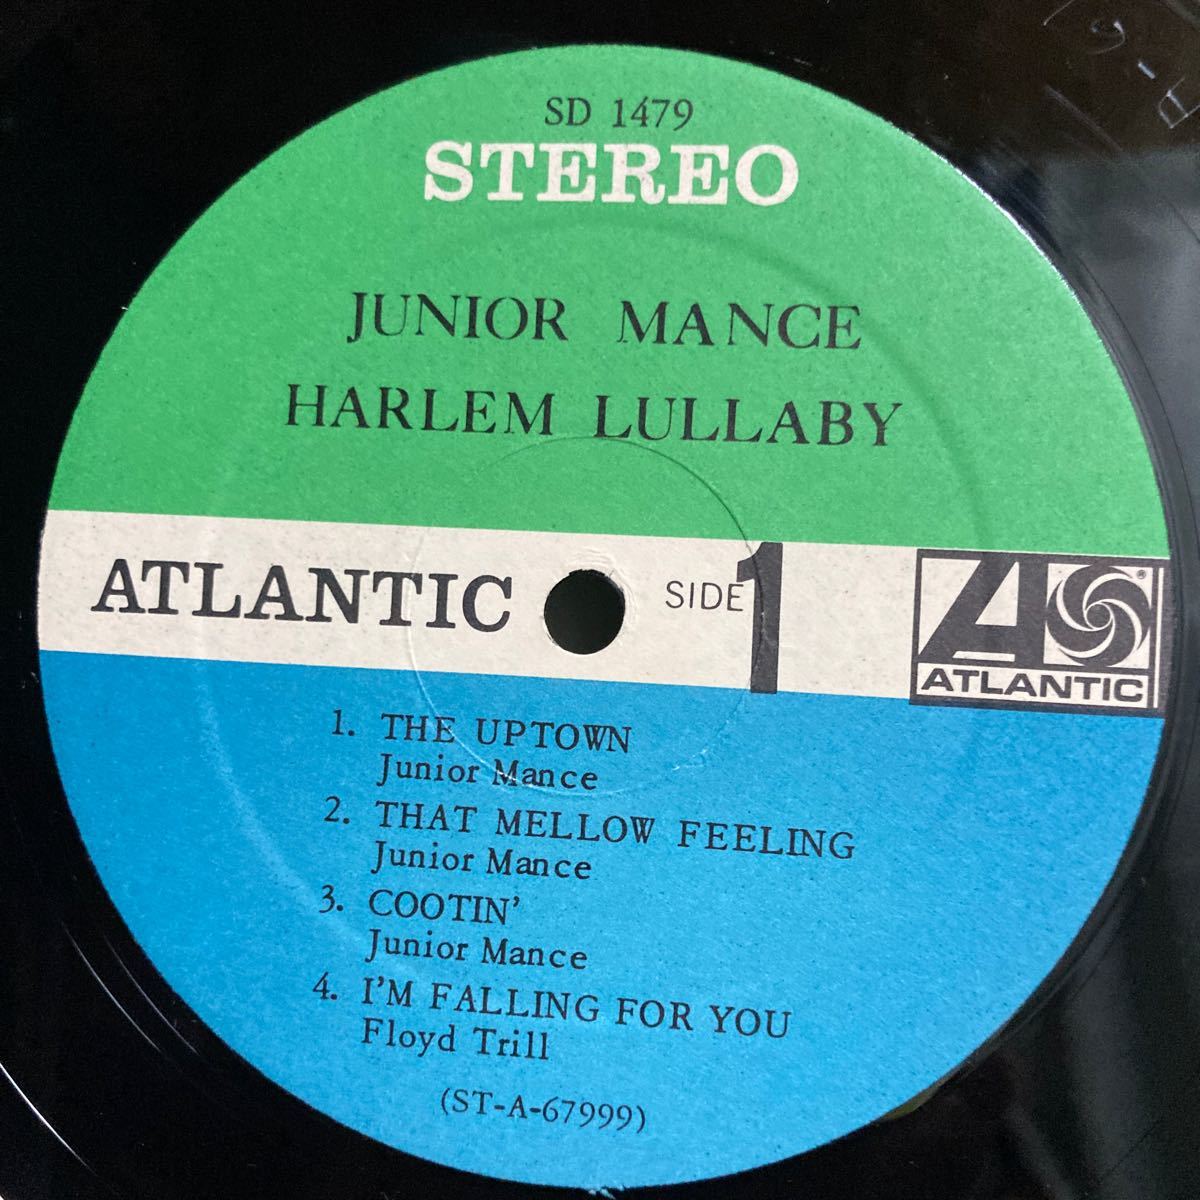 SD 1479
STEREO
JUNIOR MANCE
HARLEM LULLABY
ATLANTIC
SIDE 1
ATLANTIC
®
1. THE UPTOWN
Junior Mance
2. THAT MELLOW FEELING
Junior Mance
3. COOTIN'
Junior Mance
4. I'M FALLING FOR YOU
Floyd Trill
(ST-A-67999)